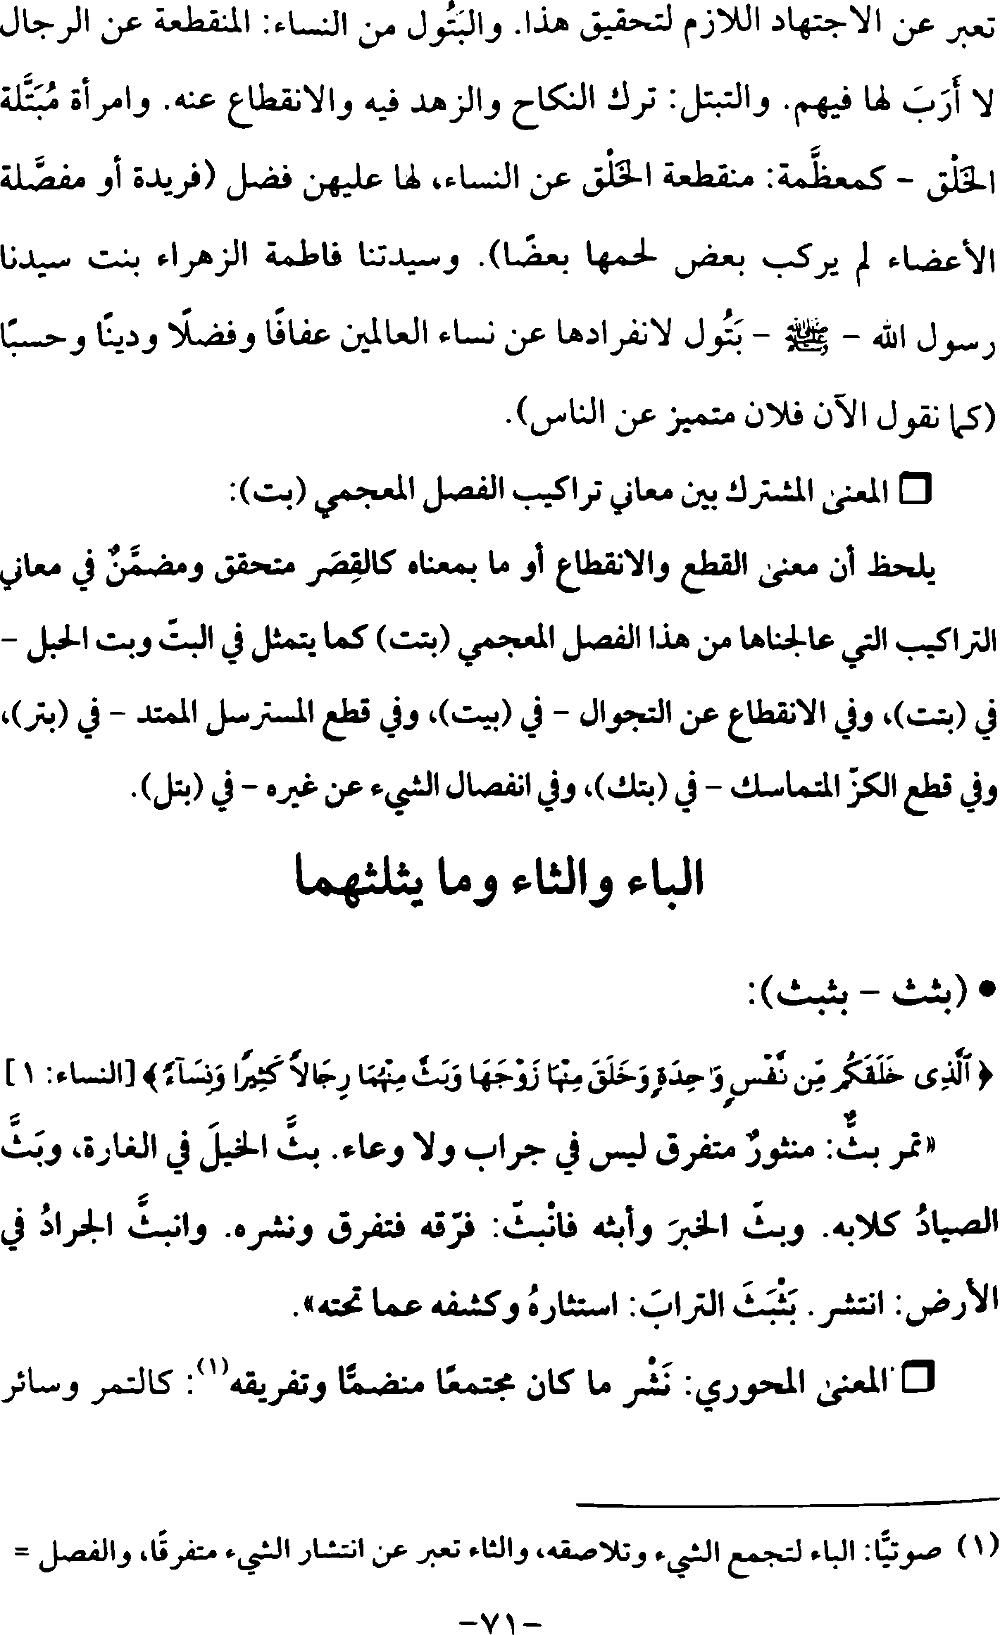 تعبر عن الاجتهاد اللازم لتحقيق هذا. والبَتُول من النساء: المنقطعة عن الرجال
لا أَرَبَ لها فيهم. والتبتل: ترك النكاح والزهد فيه والانقطاع عنه. وامرأة مُبَتَّلة
الخَلْق – كمعظَّمة: منقطعة الخَلْق عن النساء، لها عليهن فضل (فريدة أو مفصَّلة
الأعضاء لم يركب بعض لحمها بعضًا). وسيدتنا فاطمة الزهراء بنت سيدنا
رسول الله – ﷺ – بَتُول لانفرادها عن نساء العالمين عفافًا وفضلًا ودينًا وحسبًا
(كما نقول الآن فلان متميز عن الناس).
□ المعنى المشترك بين معاني تراكيب الفصل المعجمي (بت):
يلحظ أن معنى القطع والانقطاع أو ما بمعناه كالقِصَر متحقق ومضمَّنٌ في معاني
التراكيب التي عالجناها من هذا الفصل المعجمي (بتت) كما يتمثل في البتّ وبت الحبل –
في (بتت)، وفي الانقطاع عن التجوال – في (بيت)، وفي قطع المسترسل الممتد – في (بتر)،
وفي قطع الكزّ المتماسك – في (بتك)، وفي انفصال الشيء عن غيره – في (بتل).
الباء والثاء وما يثلثهما
• (بثث – بثبث):
﴿ ٱلَّذِى خَلَقَكُم مِّن نَّفْسٍ وَٰحِدَةٍ وَخَلَقَ مِنْهَا زَوْجَهَا وَبَثَّ مِنْهُمَا رِجَالًا كَثِيرًا وَنِسَآءً ﴾ [النساء: ١]
«تمر بثٌّ: منثورٌ متفرق ليس في جراب ولا وعاء. بثَّ الخيلَ في الغارة، وبَثَّ
الصيادُ كلابه. وبثّ الخبرَ وأبثه فانْبثّ: فرّقه فتفرق ونشره. وانبثَّ الجرادُ في
الأرض: انتشر. بَثْبَثَ الترابَ: استثارهُ وكشفه عما تحته».
□ المعنى المحوري: نَشْر ما كان مجتمعًا منضمًّا وتفريقه(١): كالتمر وسائر
(١) صوتيًّا: الباء لتجمع الشيء وتلاصقه، والثاء تعبر عن انتشار الشيء متفرقًا، والفصل =
–٧١–